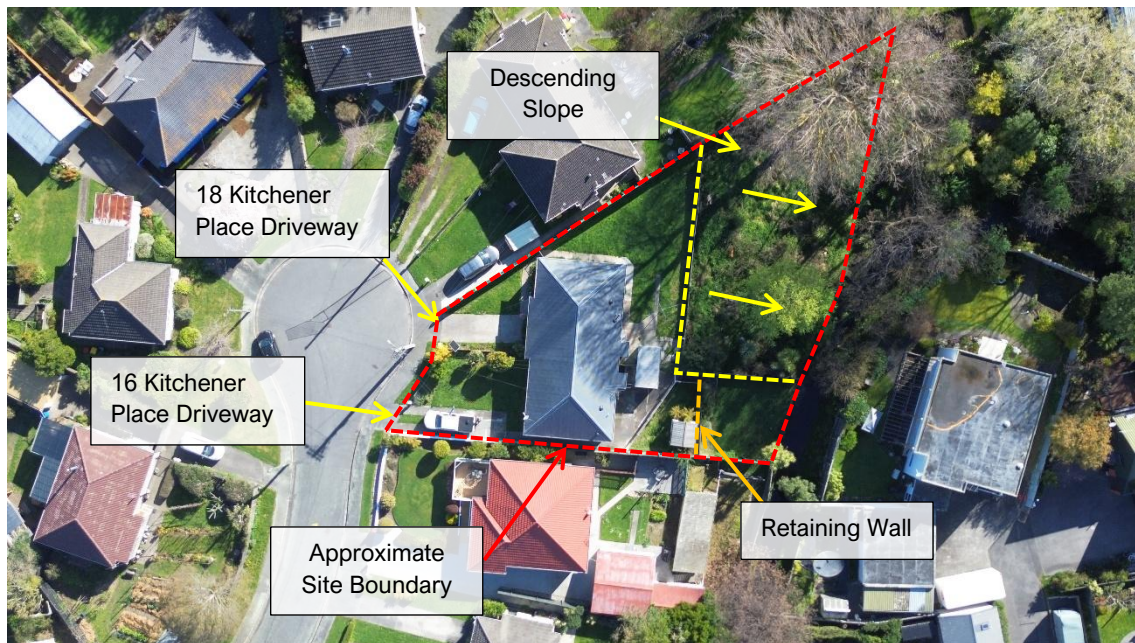 Descending
Slope
18 Kitchener
Place Driveway
16 Kitchener
Place Driveway
Retaining Wall
Approximate
Site Boundary